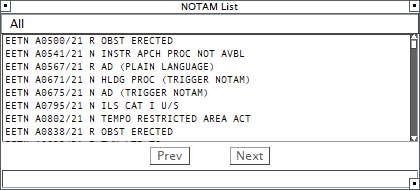 NOTAM List
All
EETN A0500/21 R OBST ERECTED
EETN A0541/21 N INSTR APCH PROC NOT AVBL
EETN A0567/21 R AD (PLAIN LANGUAGE)
EETN A0671/21 N HLDG PROC (TRIGGER NOTAM)
EETN A0675/21 N AD (TRIGGER NOTAM)
EETN A0795/21 N ILS CAT I U/S
EETN A0802/21 N TEMPO RESTRICTED AREA ACT
EETN A0838/21 R OBST ERECTED
Prev Next